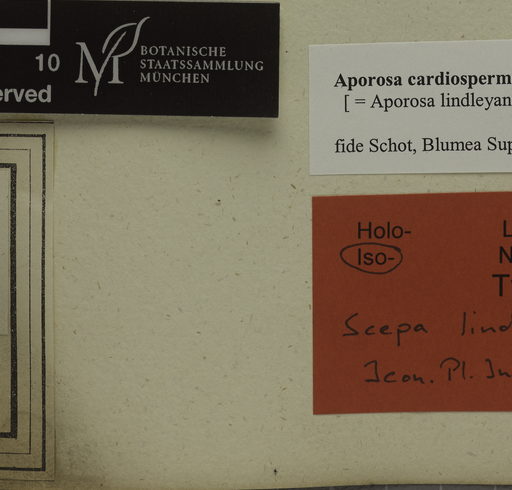 10
erved
BOTANISCHE
STAATSSAMMLUNG
MÜNCHEN
Aporosa cardiosperm
[ = Aporosa lindleyan
fide Schot, Blumea Sup
Holo- L
Iso- N
T
Scepa lind
Icon. Pl. In